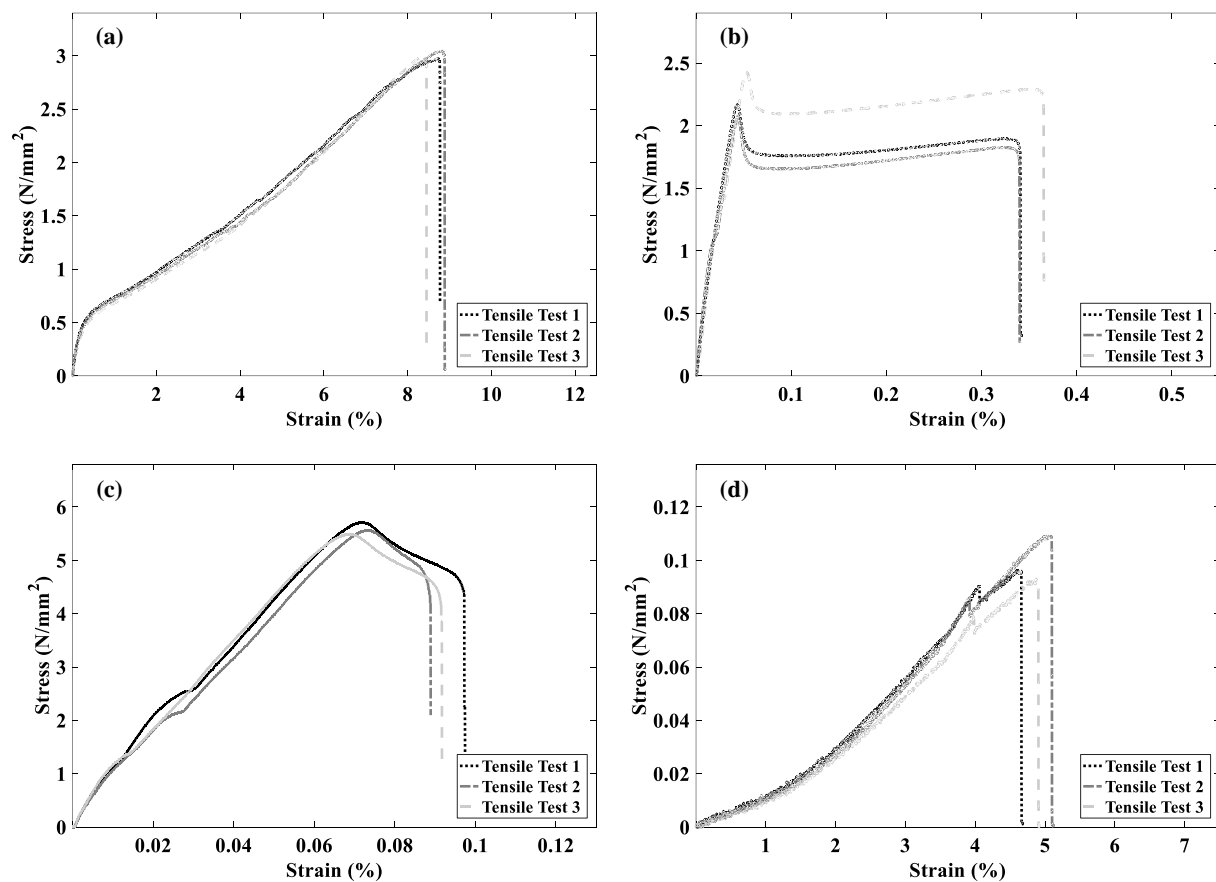 (a)
Stress (N/mm²)
3
2.5
2
1.5
1
0.5
0
2
4
6
8
10
12
Strain (%)
Tensile Test 1
Tensile Test 2
Tensile Test 3
(b)
Stress (N/mm²)
2.5
2
1.5
1
0.5
0
0.1
0.2
0.3
0.4
0.5
Strain (%)
Tensile Test 1
Tensile Test 2
Tensile Test 3
(c)
Stress (N/mm²)
6
5
4
3
2
1
0
0.02
0.04
0.06
0.08
0.1
0.12
Strain (%)
Tensile Test 1
Tensile Test 2
Tensile Test 3
(d)
Stress (N/mm²)
0.12
0.1
0.08
0.06
0.04
0.02
0
1
2
3
4
5
6
7
Strain (%)
Tensile Test 1
Tensile Test 2
Tensile Test 3